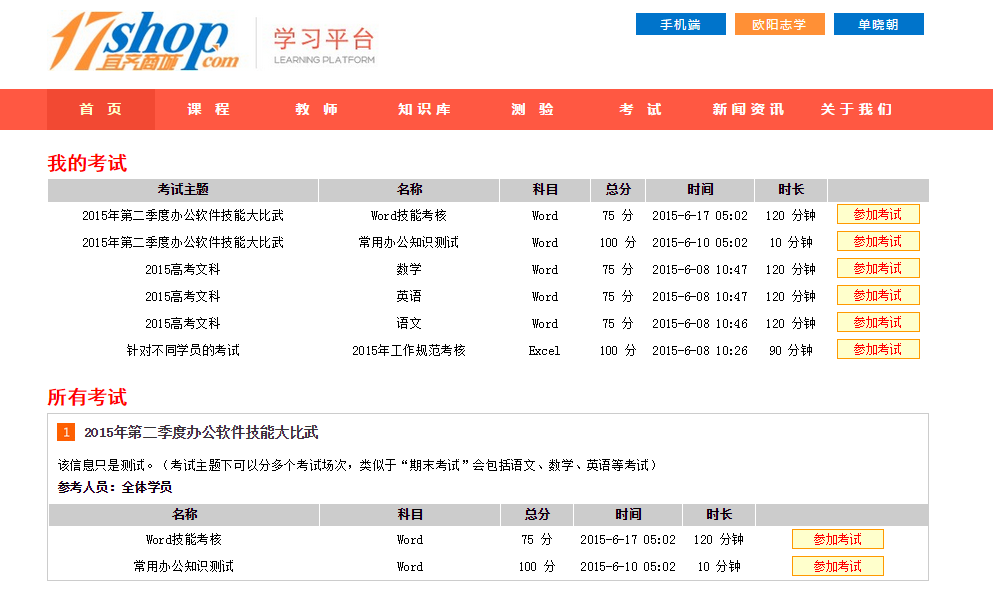 17shop
宜齐商城com
学习平台
LEARNING PLATFORM
手机端 欧阳志学 单晓朝
首 页 课 程 教 师 知识库 测 验 考 试 新闻资讯 关于我们
我的考试
考试主题 名称 科目 总分 时间 时长
2015年第二季度办公软件技能大比武 Word技能考核 Word 75 分 2015-6-17 05:02 120 分钟 参加考试
2015年第二季度办公软件技能大比武 常用办公知识测试 Word 100 分 2015-6-10 05:02 10 分钟 参加考试
2015高考文科 数学 Word 75 分 2015-6-08 10:47 120 分钟 参加考试
2015高考文科 英语 Word 75 分 2015-6-08 10:47 120 分钟 参加考试
2015高考文科 语文 Word 75 分 2015-6-08 10:46 120 分钟 参加考试
针对不同学员的考试 2015年工作规范考核 Excel 100 分 2015-6-08 10:26 90 分钟 参加考试
所有考试
1 2015年第二季度办公软件技能大比武
该信息只是测试。（考试主题下可以分多个考试场次，类似于“期末考试”会包括语文、数学、英语等考试）
参考人员：全体学员
名称 科目 总分 时间 时长
Word技能考核 Word 75 分 2015-6-17 05:02 120 分钟 参加考试
常用办公知识测试 Word 100 分 2015-6-10 05:02 10 分钟 参加考试